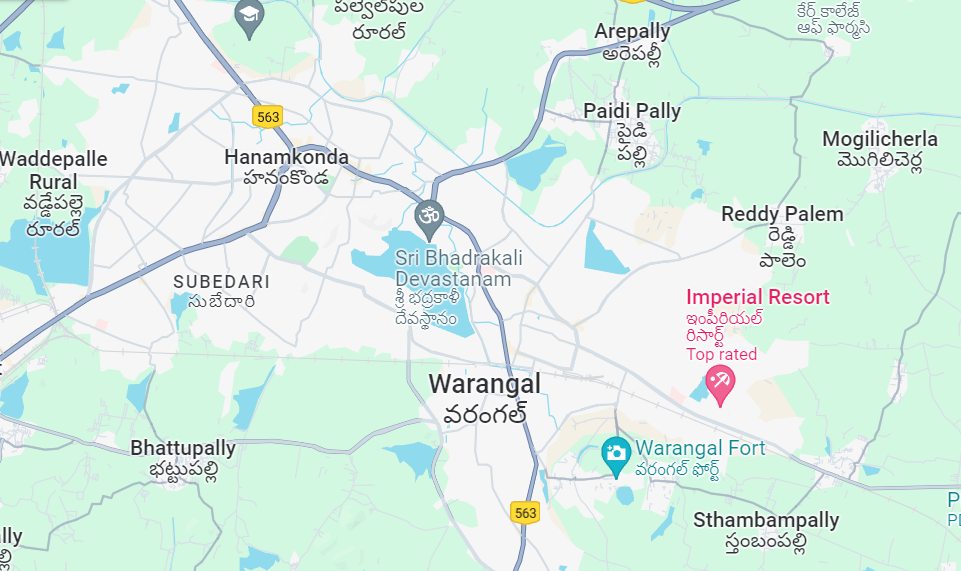 పల్వేల్‌పుల
రూరల్
కేర్ కాలేజ్
ఆఫ్ ఫార్మసి
Arepally
అరెపల్లీ
563
Paidi Pally
పైడి
పల్లి
Mogilicherla
మొగిలిచెర్ల
Hanamkonda
హనంకొండ
Waddepalle
Rural
వడ్డేపల్లె
రూరల్
Reddy Palem
రెడ్డి
పాలెం
Sri Bhadrakali
Devastanam
శ్రీ భద్రకాళీ
దేవస్థానం
SUBEDARI
సుబేదారి
Imperial Resort
ఇంపీరియల్
రిసార్ట్
Top rated
Warangal
వరంగల్
Bhattupally
భట్టుపల్లి
Warangal Fort
వరంగల్ ఫోర్ట్
563
Sthambampally
స్తంబంపల్లి